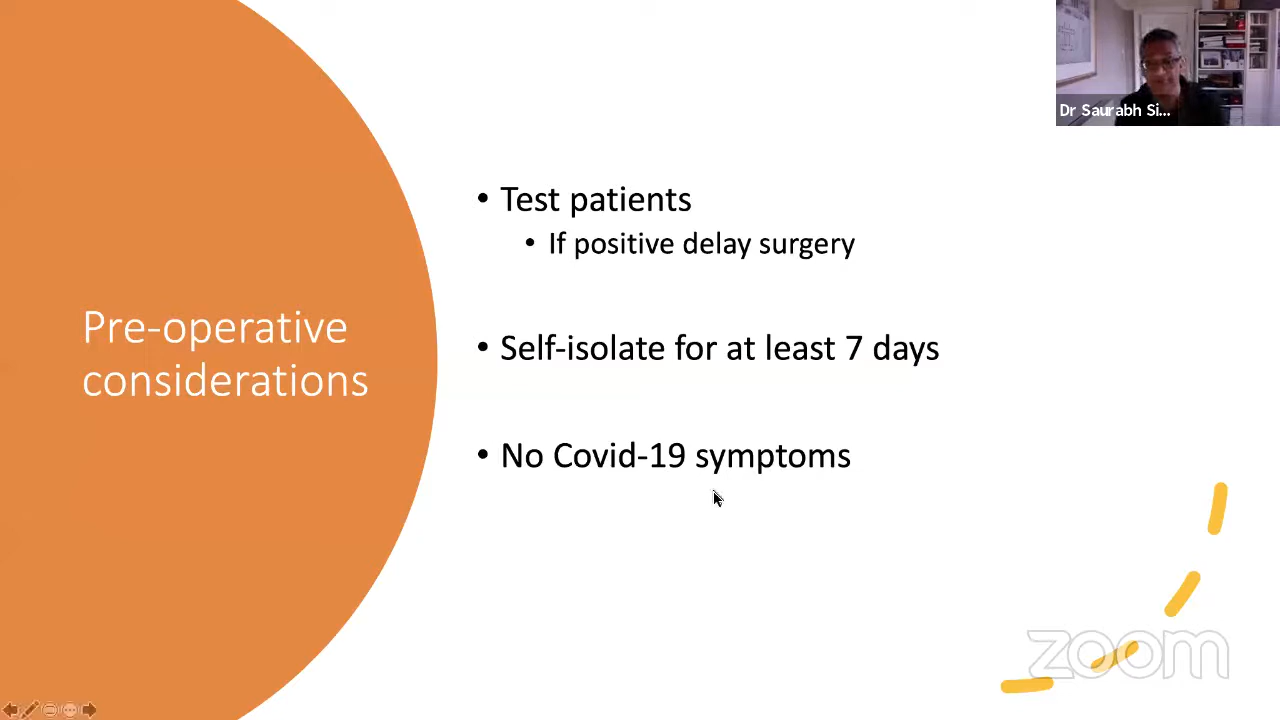 Dr Saurabh Si...
• Test patients
• If positive delay surgery
Pre-operative
considerations
• Self-isolate for at least 7 days
• No Covid-19 symptoms
zoom